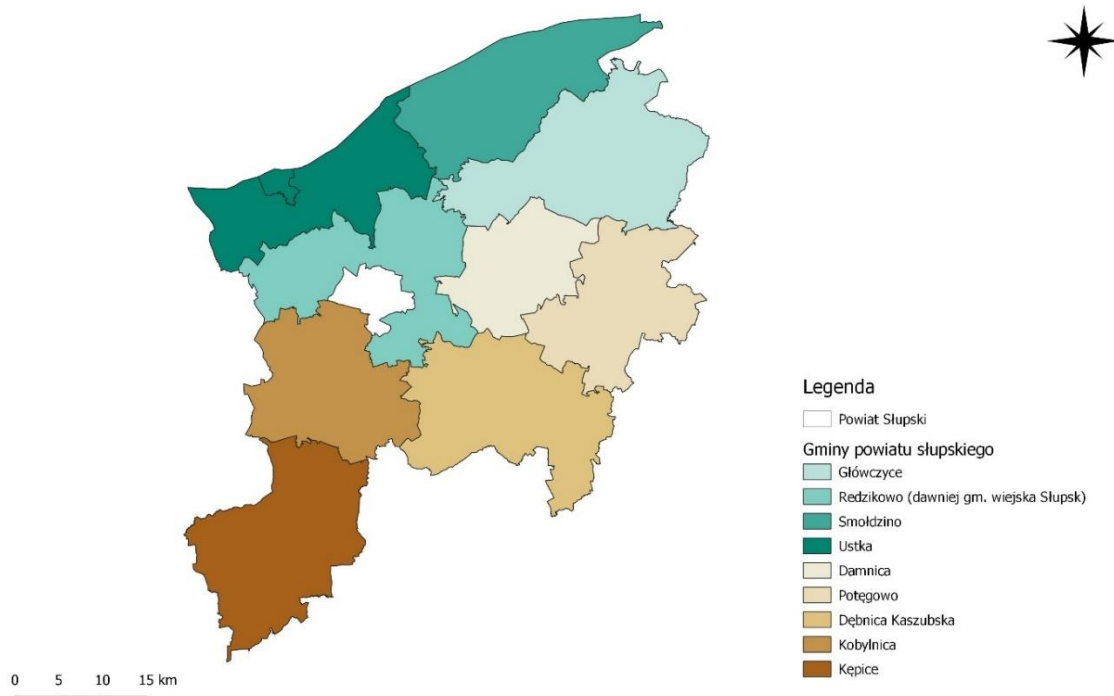 Legenda
Powiat Słupski
Gminy powiatu słupskiego
Główczyce
Redzikowo (dawniej gm. wiejska Słupsk)
Smołdzino
Ustka
Damnica
Potęgowo
Dębnica Kaszubska
Kobylnica
Kępice
0 5 10 15 km